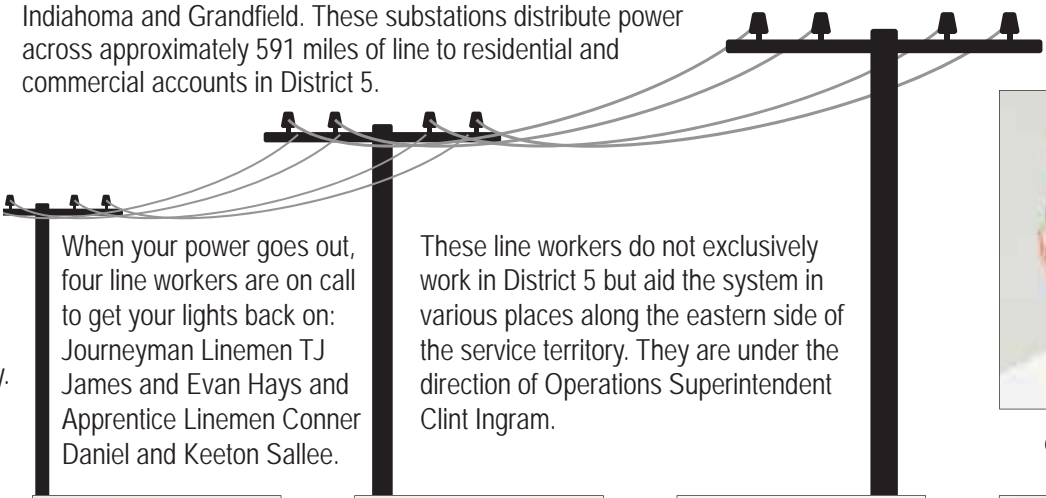 Indiahoma and Grandfield. These substations distribute power
across approximately 591 miles of line to residential and
commercial accounts in District 5.
When your power goes out,
four line workers are on call
to get your lights back on:
Journeyman Linemen TJ
James and Evan Hays and
Apprentice Linemen Conner
Daniel and Keeton Sallee.
These line workers do not exclusively
work in District 5 but aid the system in
various places along the eastern side of
the service territory. They are under the
direction of Operations Superintendent
Clint Ingram.